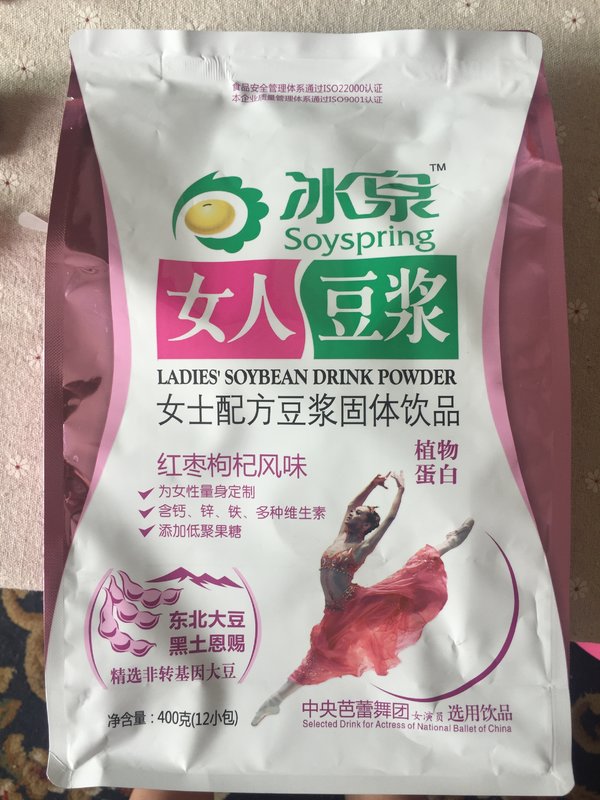 食品安全管理体系通过ISO22000认证
本企业质量管理体系通过ISO9001认证
冰泉™
Soyspring
女人豆浆
LADIES' SOYBEAN DRINK POWDER
女士配方豆浆固体饮品
红枣枸杞风味
植物
蛋白
为女性量身定制
含钙、锌、铁、多种维生素
添加低聚果糖
东北大豆
黑土恩赐
精选非转基因大豆
净含量:400克(12小包)
中央芭蕾舞团女演员选用饮品
Selected Drink for Actress of National Ballet of China